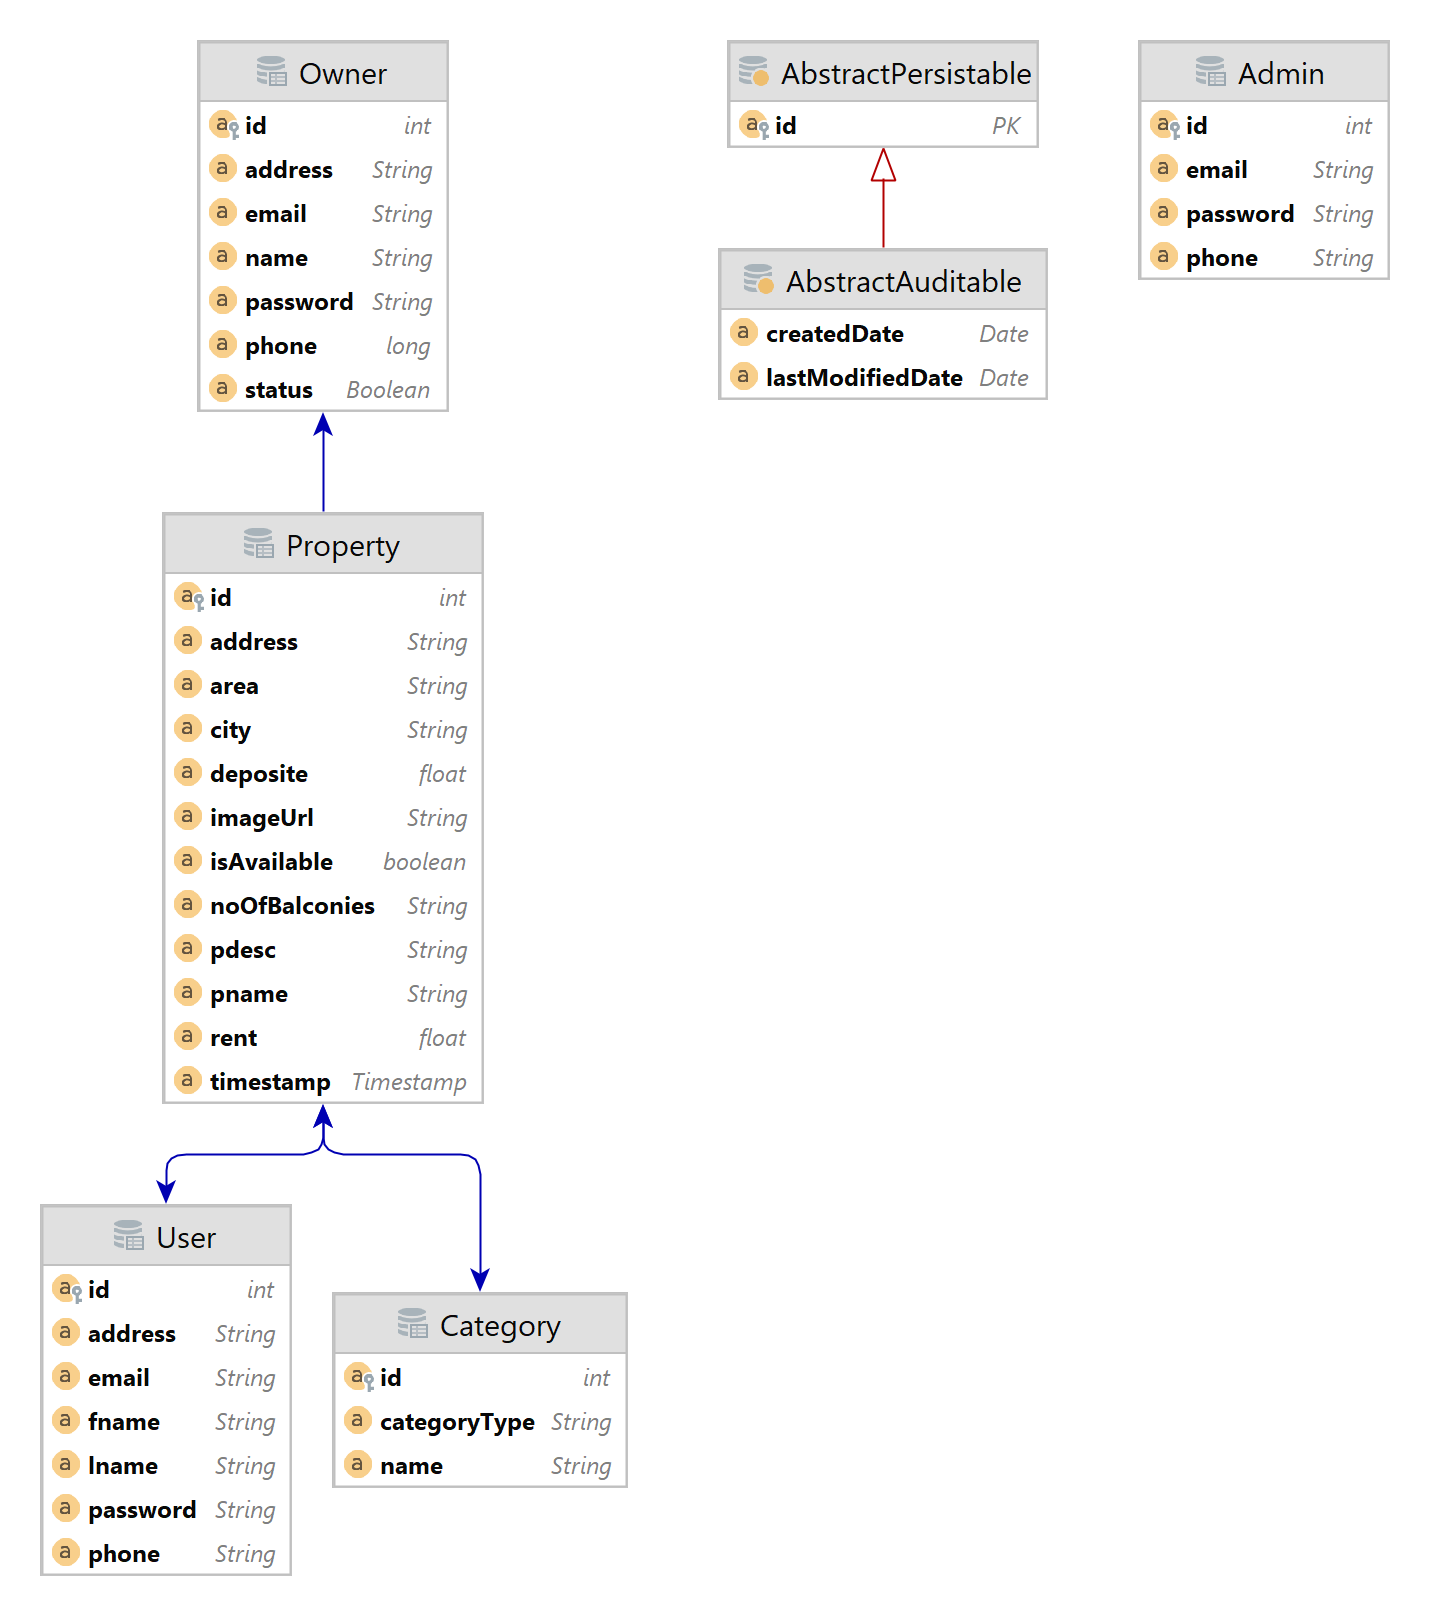 Owner
id int
address String
email String
name String
password String
phone long
status Boolean
AbstractPersistable
id PK
AbstractAuditable
createdDate Date
lastModifiedDate Date
Admin
id int
email String
password String
phone String
Property
id int
address String
area String
city String
deposite float
imageUrl String
isAvailable boolean
noOfBalconies String
pdesc String
pname String
rent float
timestamp Timestamp
User
id int
address String
email String
fname String
lname String
password String
phone String
Category
id int
categoryType String
name String